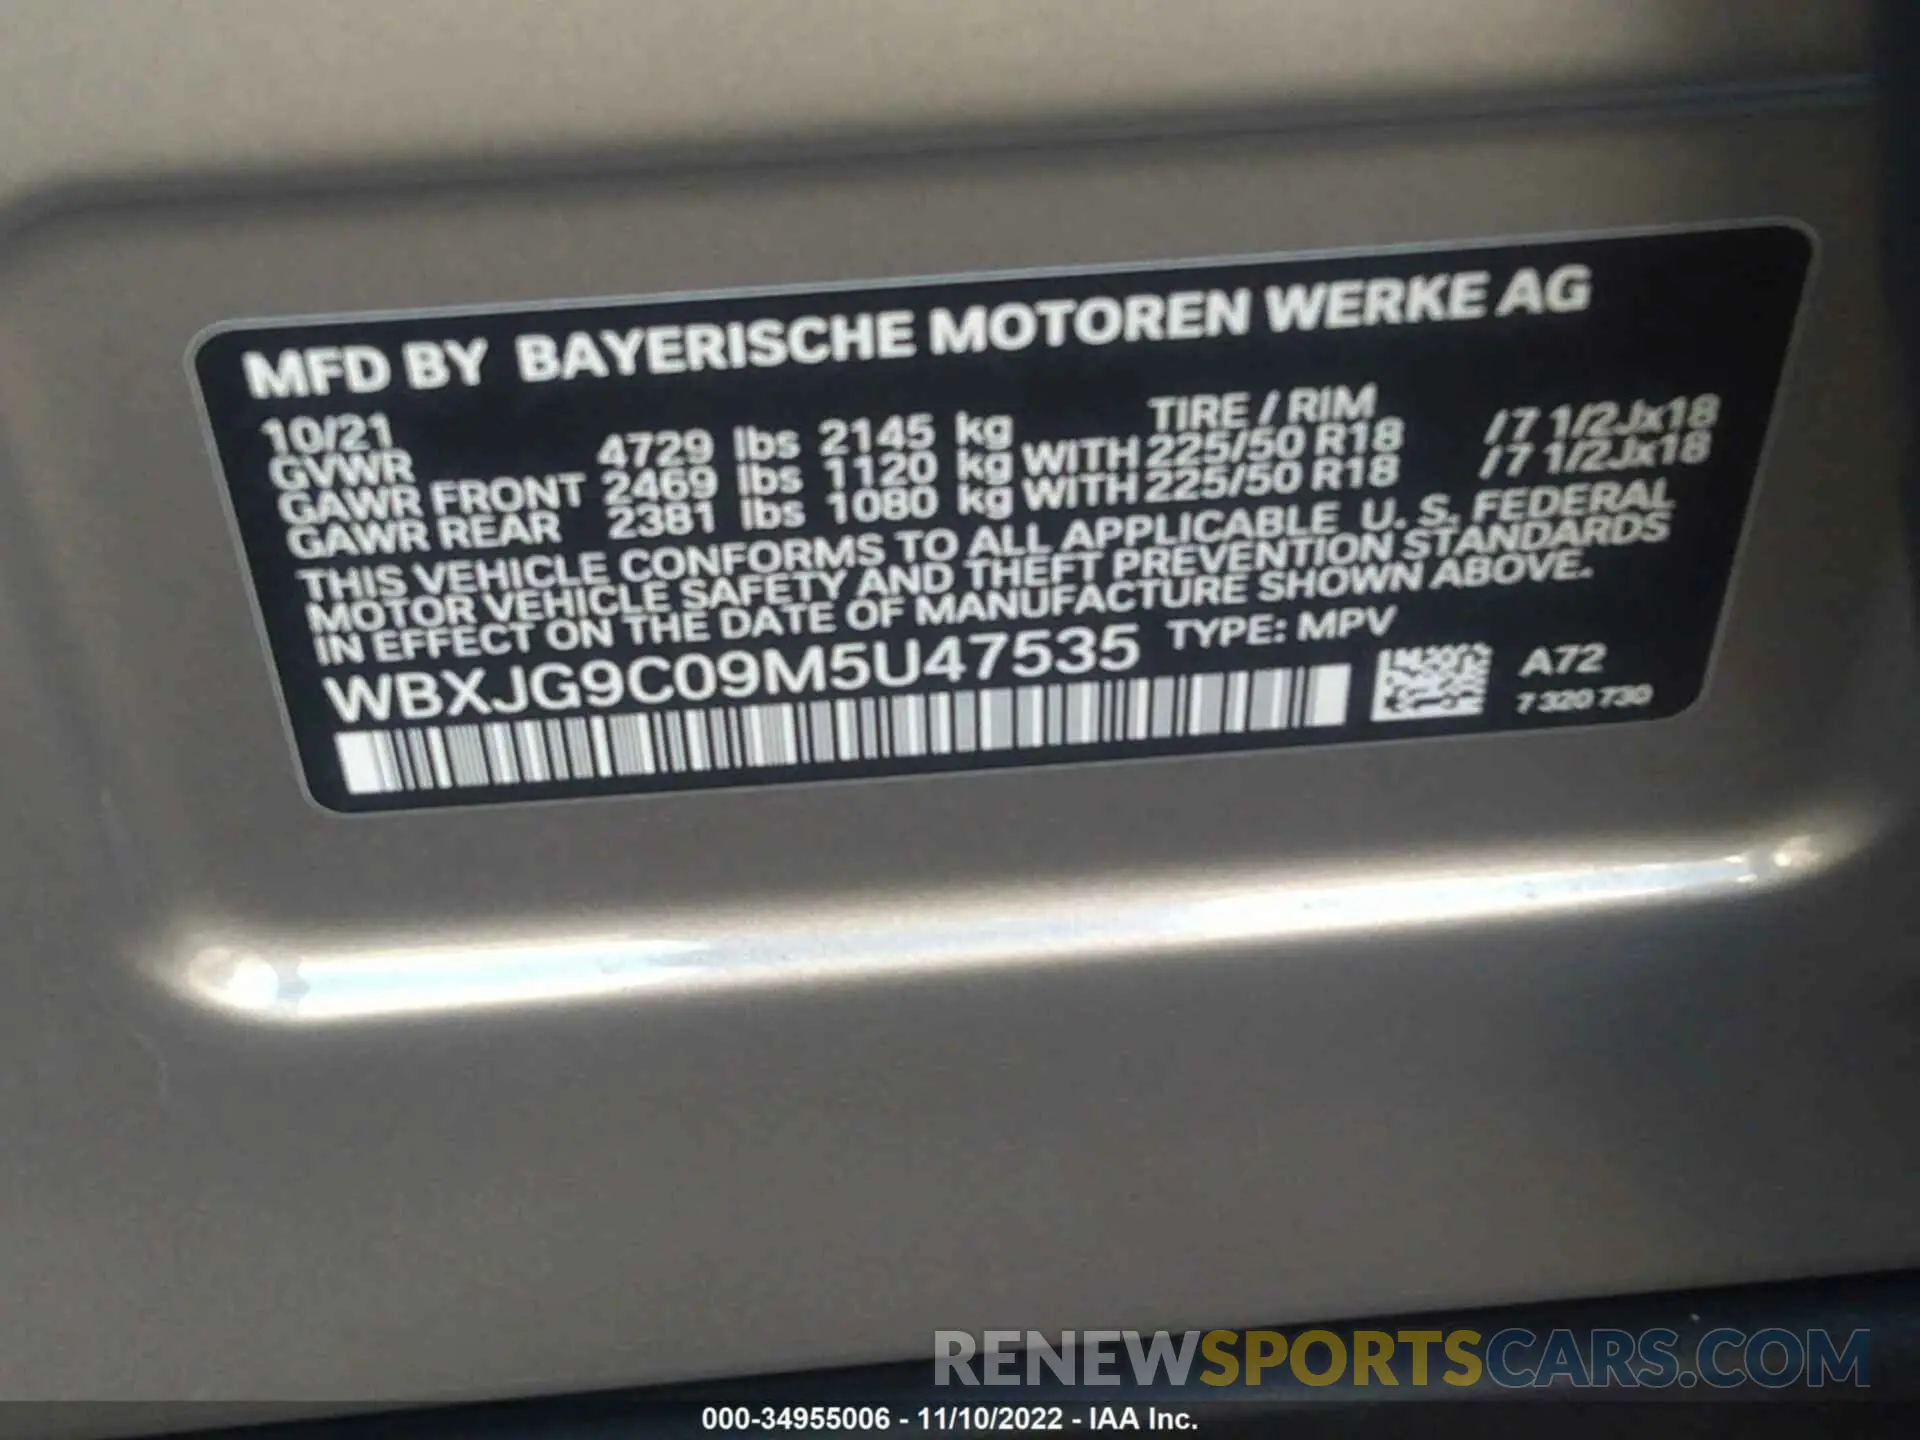 MFD BY BAYERISCHE MOTOREN WERKE AG
10/21 TIRE / RIM
GVWR 4729 lbs 2145 kg
GAWR FRONT 2469 lbs 1120 kg WITH 225/50 R18 /7 1/2Jx18
GAWR REAR 2381 lbs 1080 kg WITH 225/50 R18 /7 1/2Jx18
THIS VEHICLE CONFORMS TO ALL APPLICABLE U. S. FEDERAL
MOTOR VEHICLE SAFETY AND THEFT PREVENTION STANDARDS
IN EFFECT ON THE DATE OF MANUFACTURE SHOWN ABOVE.
WBXJG9C09M5U47535 TYPE: MPV
A72
7 320 730
RENEWSPORTSCARS.COM
000-34955006 - 11/10/2022 - IAA Inc.